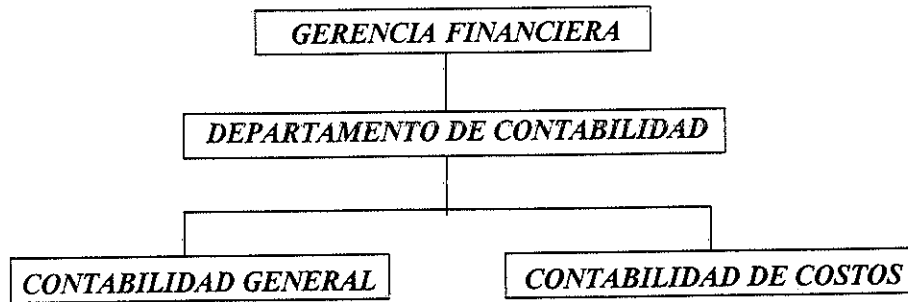 GERENCIA FINANCIERA
DEPARTAMENTO DE CONTABILIDAD
CONTABILIDAD GENERAL
CONTABILIDAD DE COSTOS